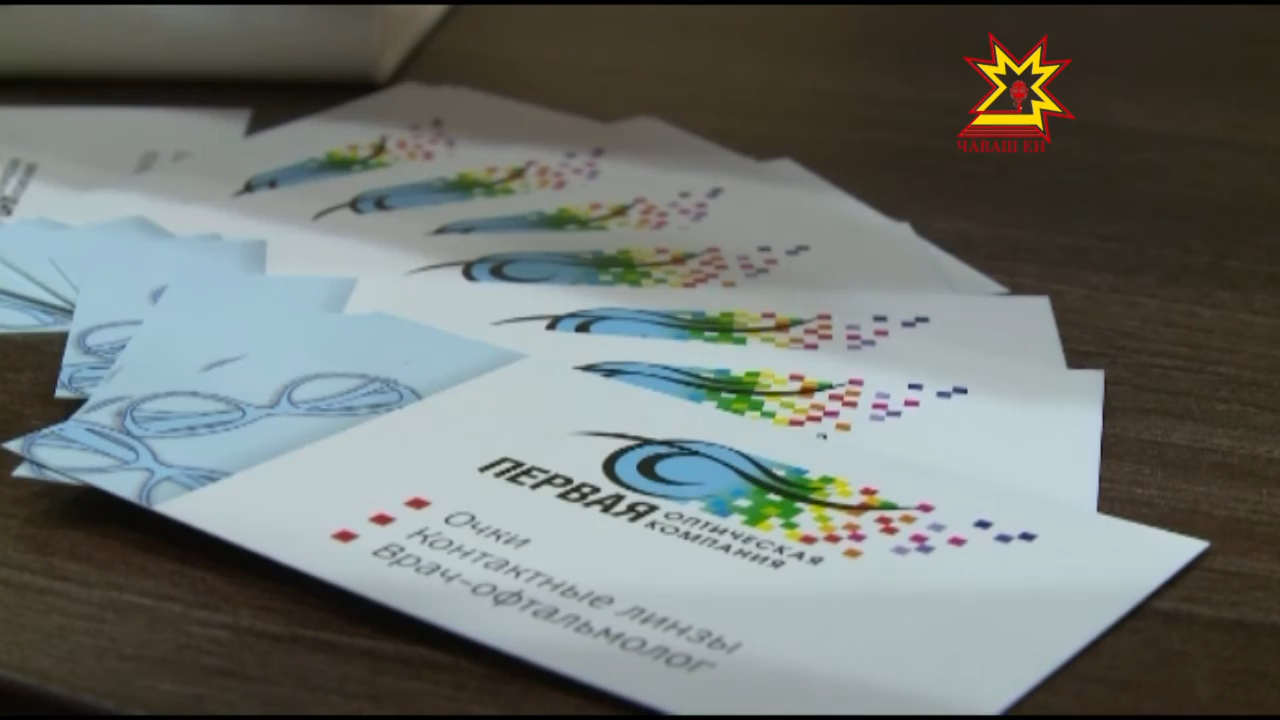 ЧАВАШ ЕН
ПЕРВАЯ
ОПТИЧЕСКАЯ
КОМПАНИЯ
Очки
Контактные линзы
Врач-офтальмолог